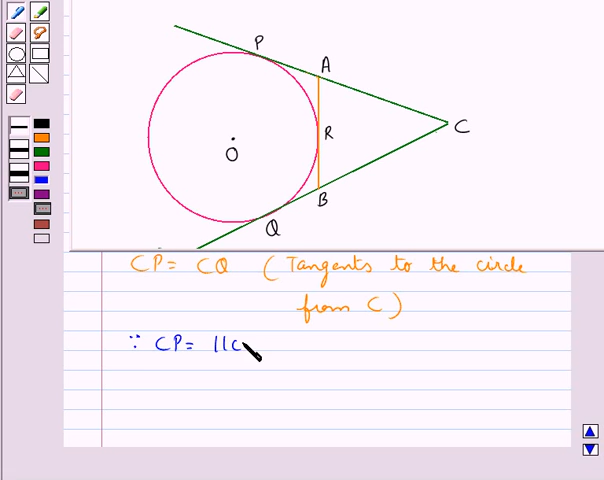 P
A
C
R
O
B
Q
CP = CQ ( Tangents to the circle
from C )
∵ CP = 11c